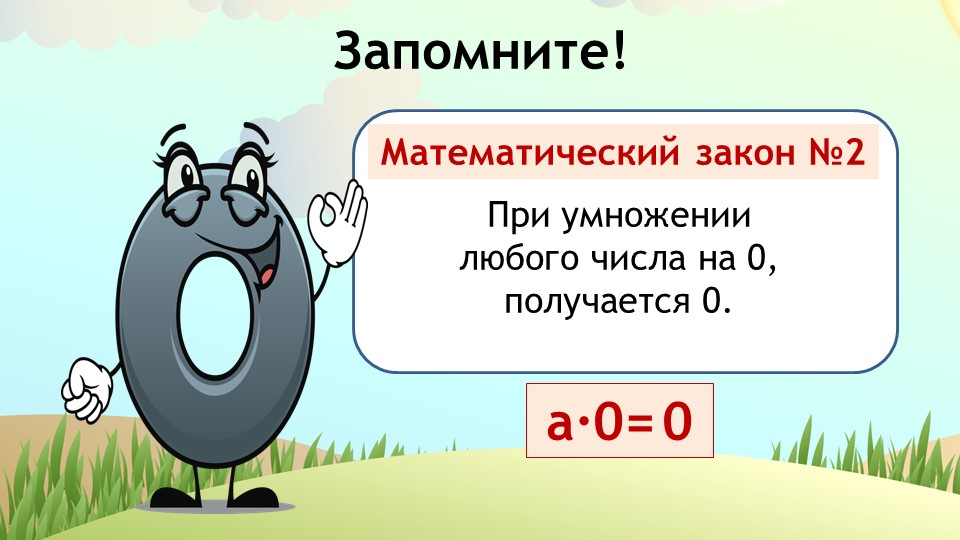 Запомните!
Математический закон №2
При умножении
любого числа на 0,
получается 0.
а·0= 0